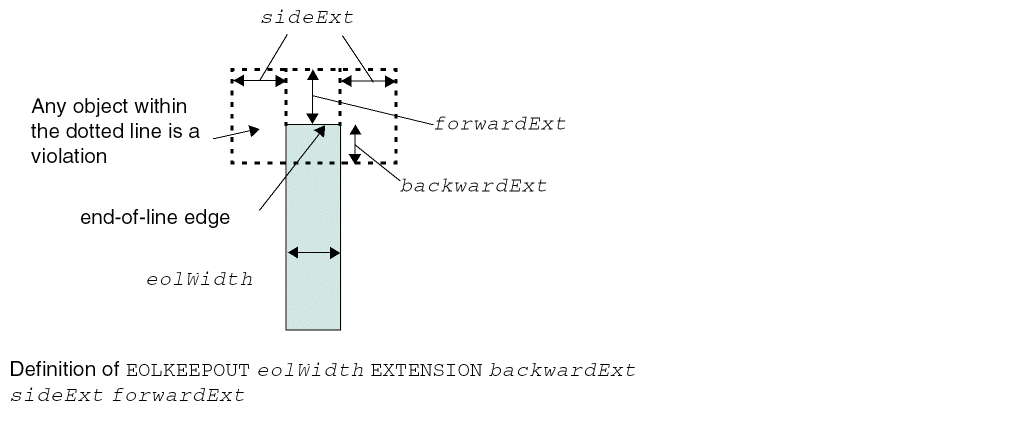 sideExt
Any object within
the dotted line is a
violation
forwardExt
backwardExt
end-of-line edge
eolWidth
Definition of EOLKEEPOUT eolWidth EXTENSION backwardExt
sideExt forwardExt